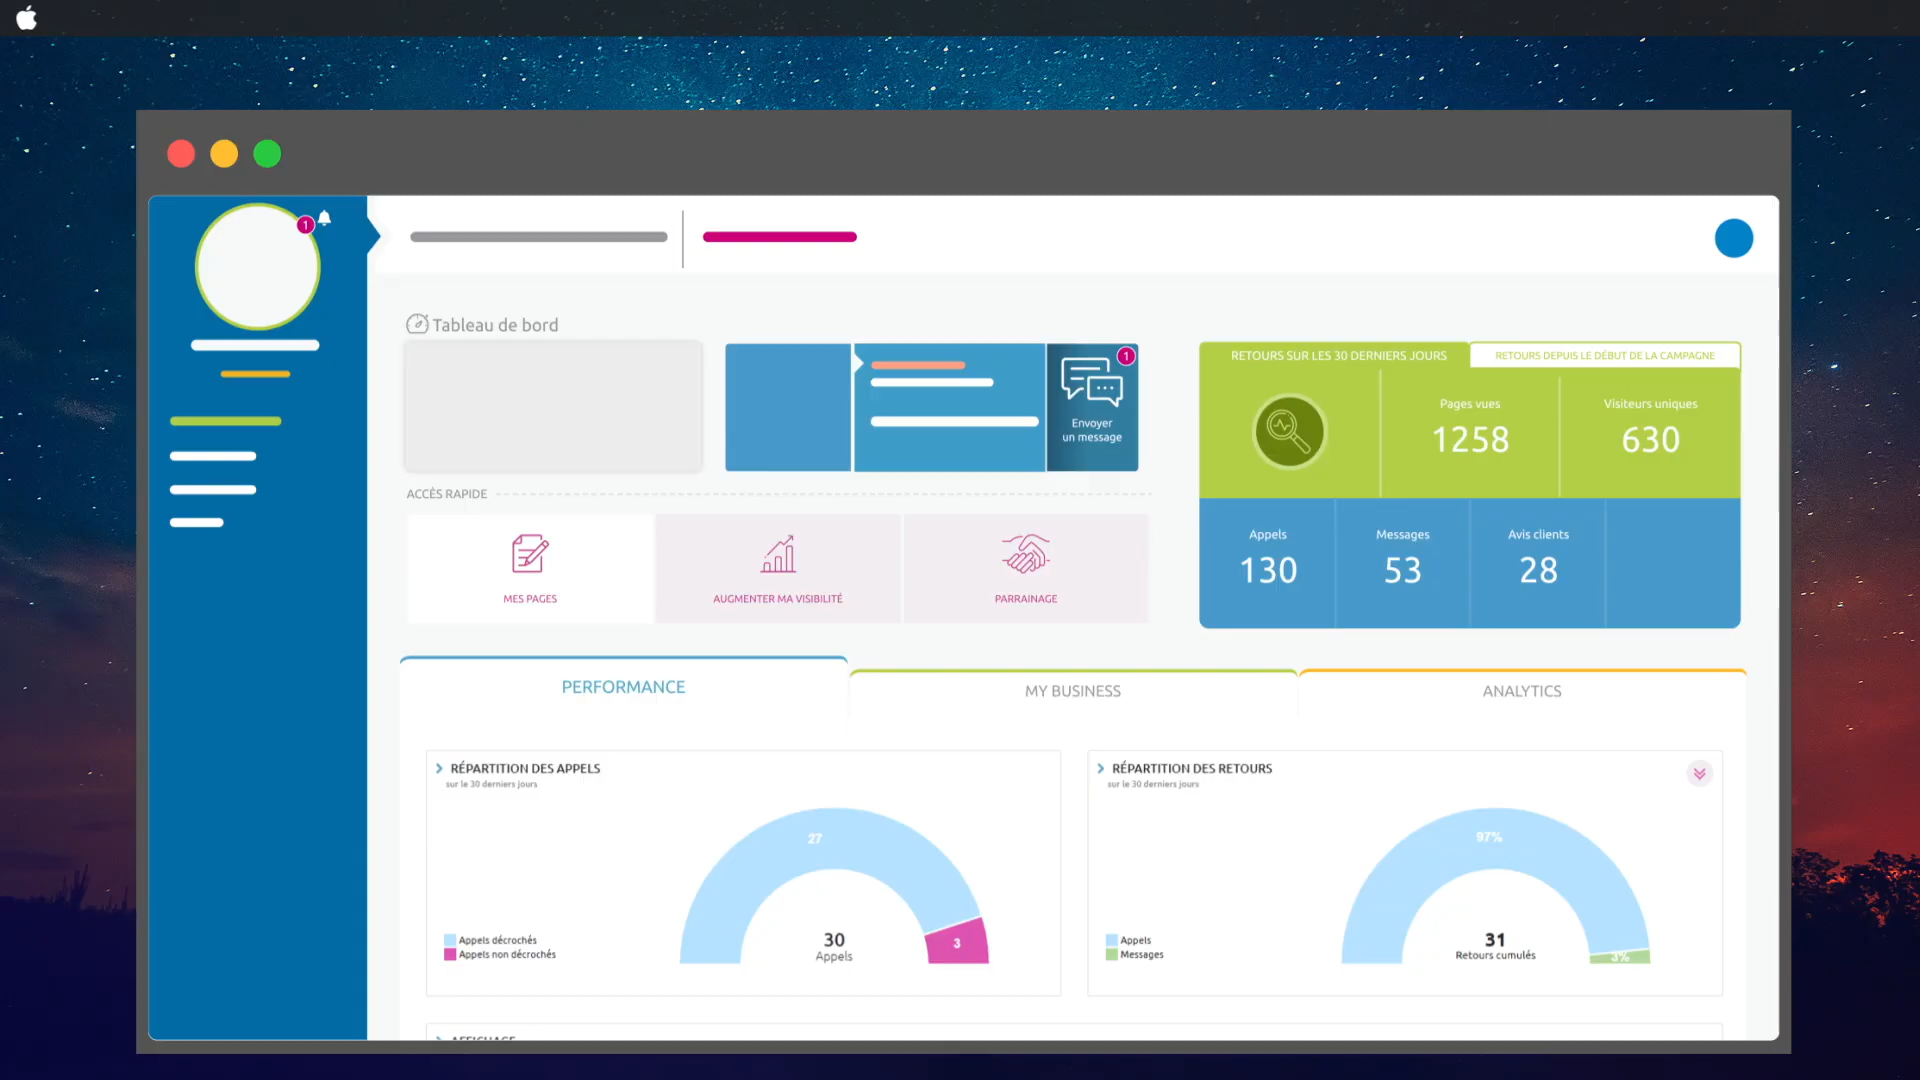 1
Tableau de bord
1
Envoyer
un message
RETOURS SUR LES 30 DERNIERS JOURS
RETOURS DEPUIS LE DÉBUT DE LA CAMPAGNE
Pages vues
1258
Visiteurs uniques
630
Appels
130
Messages
53
Avis clients
28
ACCÈS RAPIDE
MES PAGES
AUGMENTER MA VISIBILITÉ
PARRAINAGE
PERFORMANCE
MY BUSINESS
ANALYTICS
RÉPARTITION DES APPELS
sur le 30 derniers jours
27
3
30
Appels
Appels décrochés
Appels non décrochés
RÉPARTITION DES RETOURS
sur le 30 derniers jours
97%
3%
31
Retours cumulés
Appels
Messages
AFFICHAGE